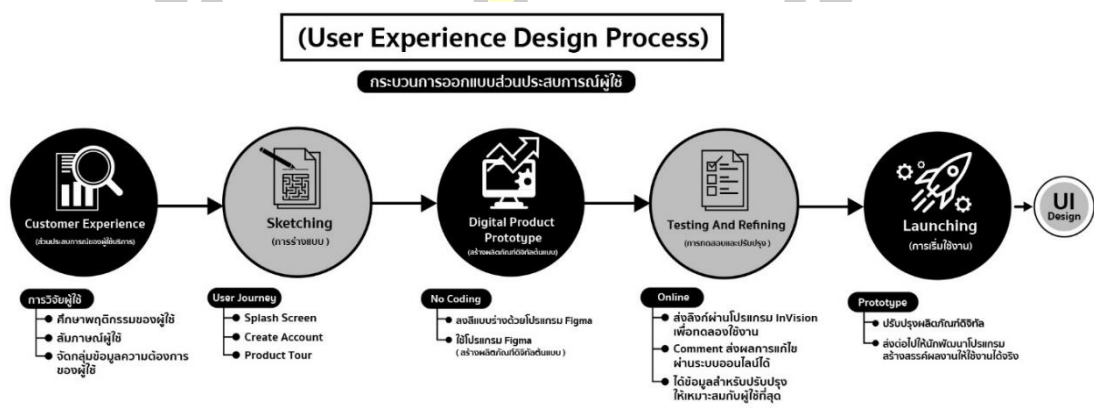 (User Experience Design Process)
กระบวนการออกแบบส่วนประสบการณ์ผู้ใช้
Customer Experience
(ส่วนประสบการณ์ของผู้ใช้บริการ)
การวิจัยผู้ใช้
ศึกษาพฤติกรรมของผู้ใช้
สัมภาษณ์ผู้ใช้
จัดกลุ่มข้อมูลความต้องการ
ของผู้ใช้
Sketching
(การร่างแบบ )
User Journey
Splash Screen
Create Account
Product Tour
Digital Product
Prototype
(สร้างผลิตภัณฑ์ดิจิทัลต้นแบบ)
No Coding
ลงสีแบบร่างด้วยโปรแกรม Figma
ใช้โปรแกรม Figma
( สร้างผลิตภัณฑ์ดิจิทัลต้นแบบ )
Testing And Refining
(การทดสอบและปรับปรุง )
Online
ส่งลิงก์ผ่านโปรแกรม InVision
เพื่อทดลองใช้งาน
Comment ส่งผลการแก้ไข
ผ่านระบบออนไลน์ได้
ได้ข้อมูลสำหรับปรับปรุง
ให้เหมาะสมกับผู้ใช้ที่สุด
Launching
(การเริ่มใช้งาน)
Prototype
ปรับปรุงผลิตภัณฑ์ดิจิทัล
ส่งต่อไปให้นักพัฒนาโปรแกรม
สร้างสรรค์ผลงานให้ใช้งานได้จริง
UI
Design